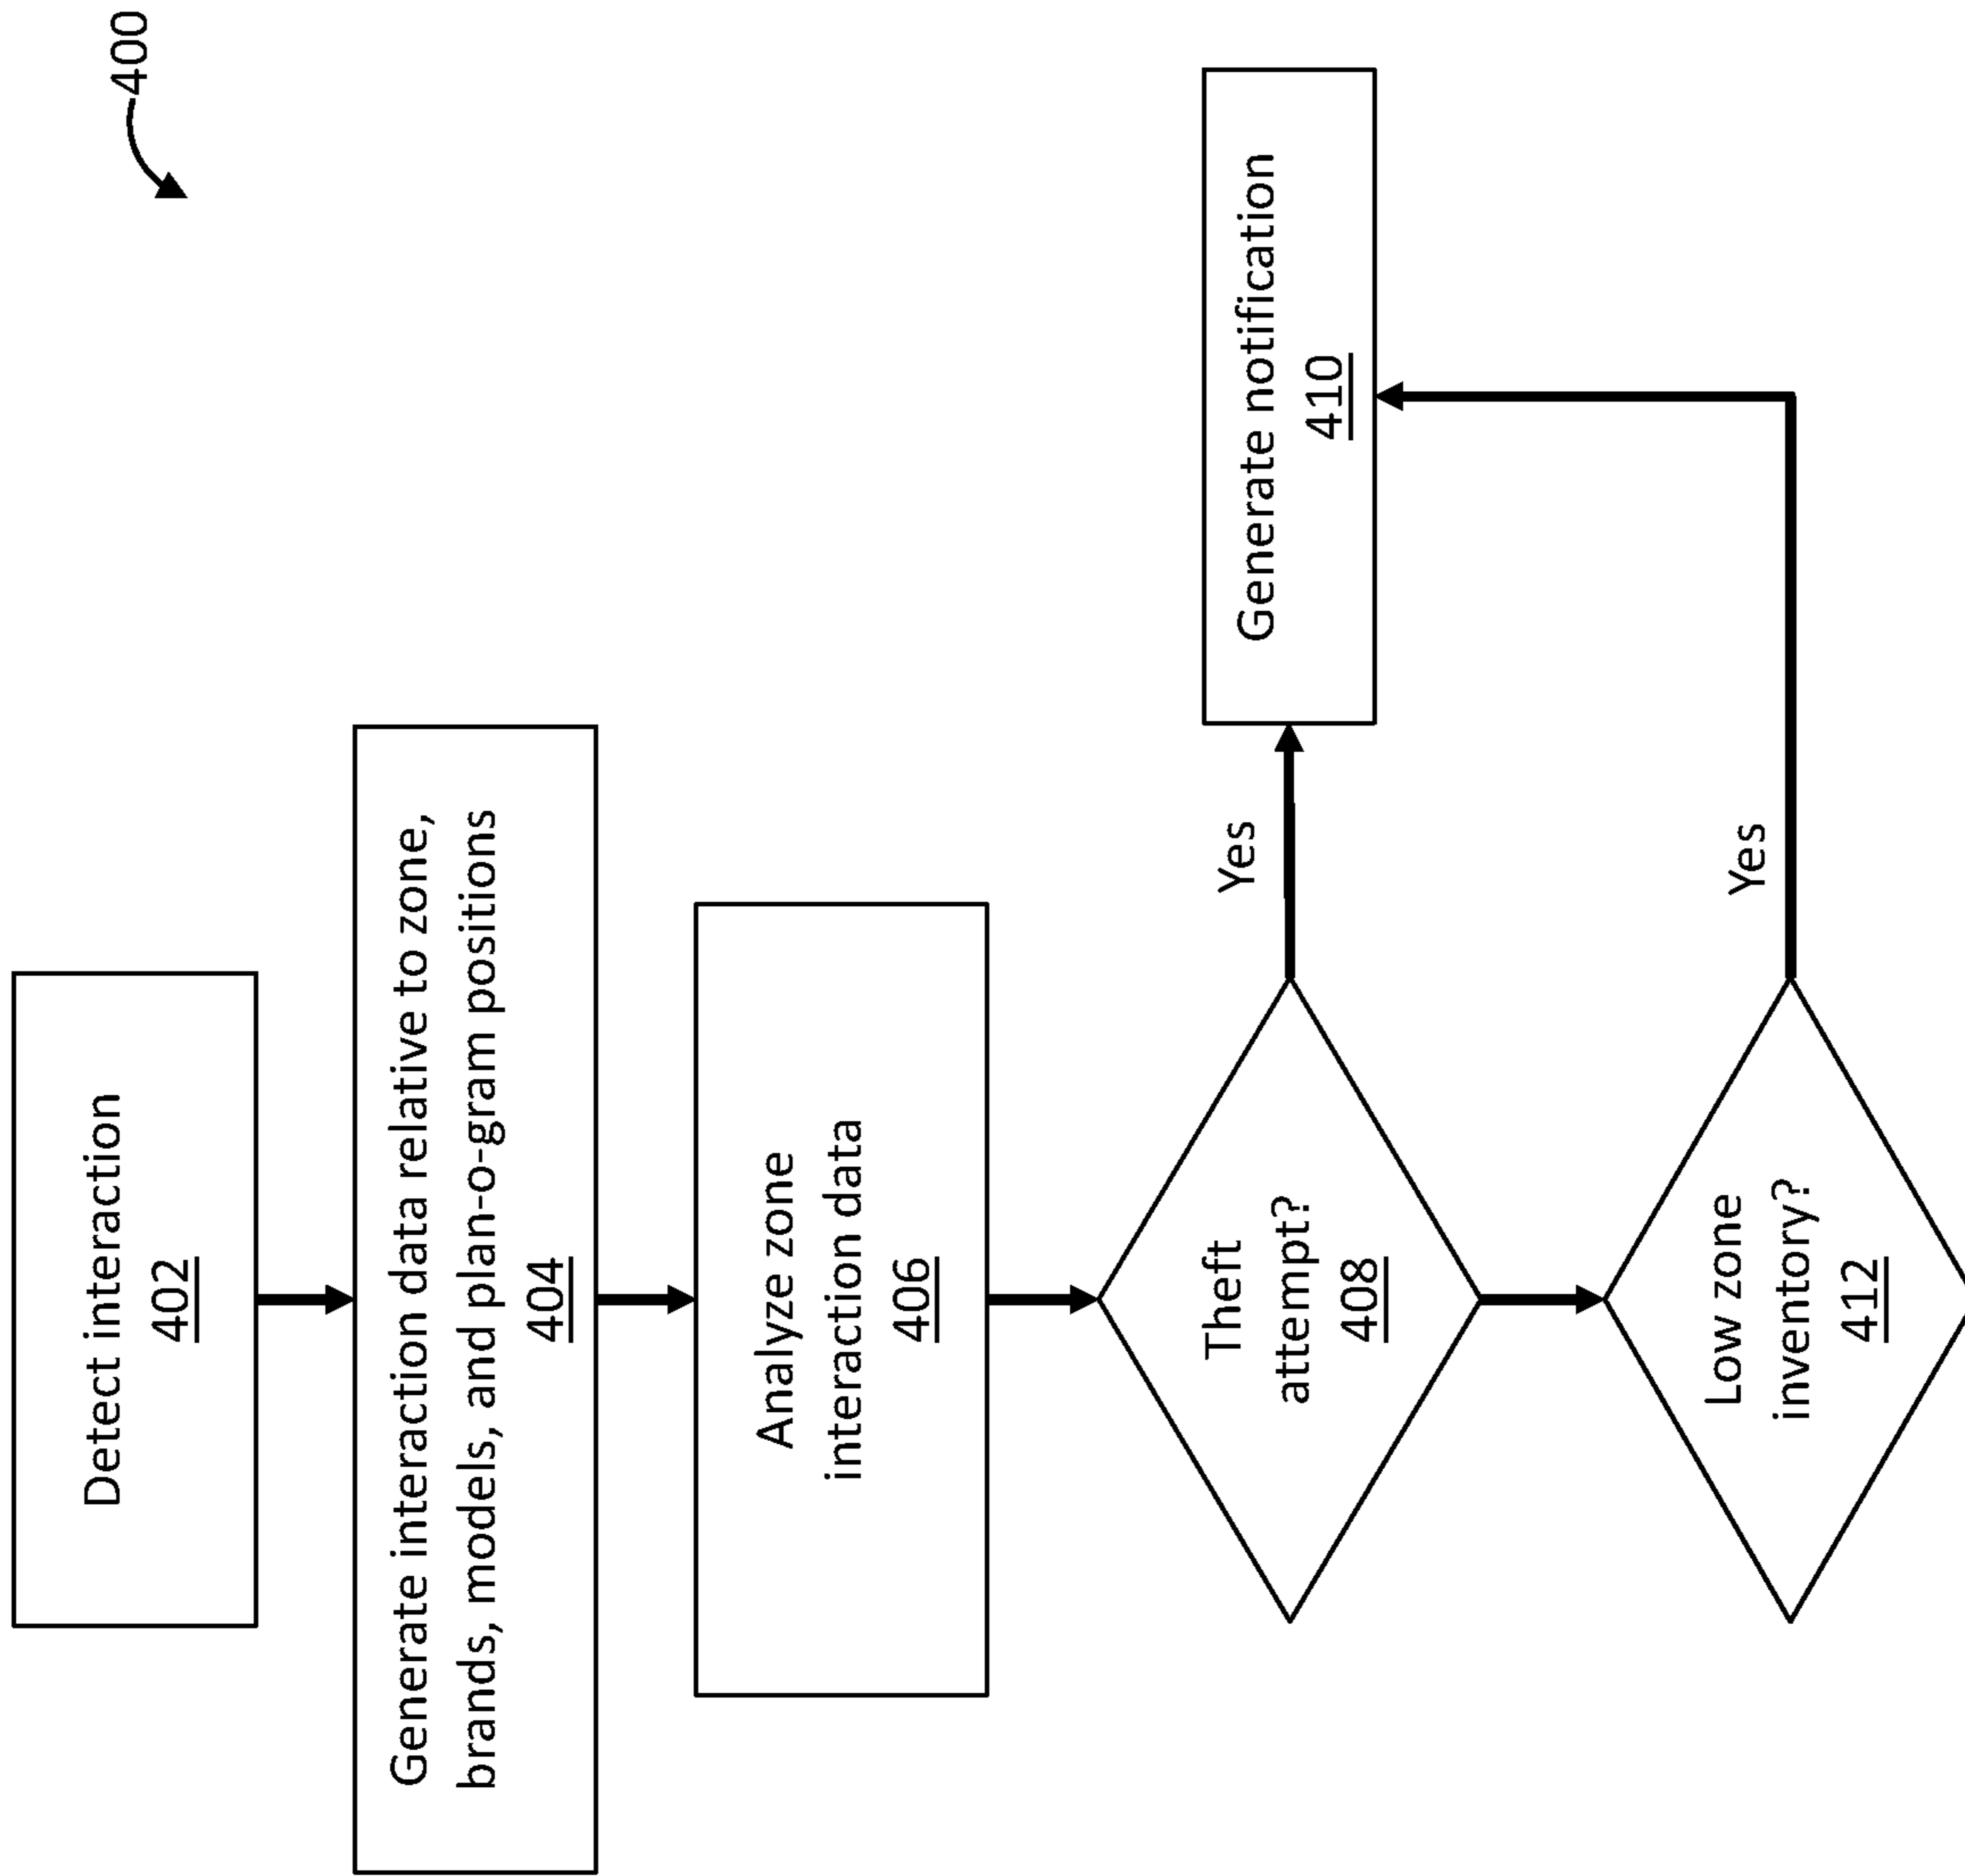 400
Detect interaction
402
Generate interaction data relative to zone,
brands, models, and plan-o-gram positions
404
Analyze zone
interaction data
406
Theft
attempt?
408
Yes
Generate notification
410
Low zone
inventory?
412
Yes